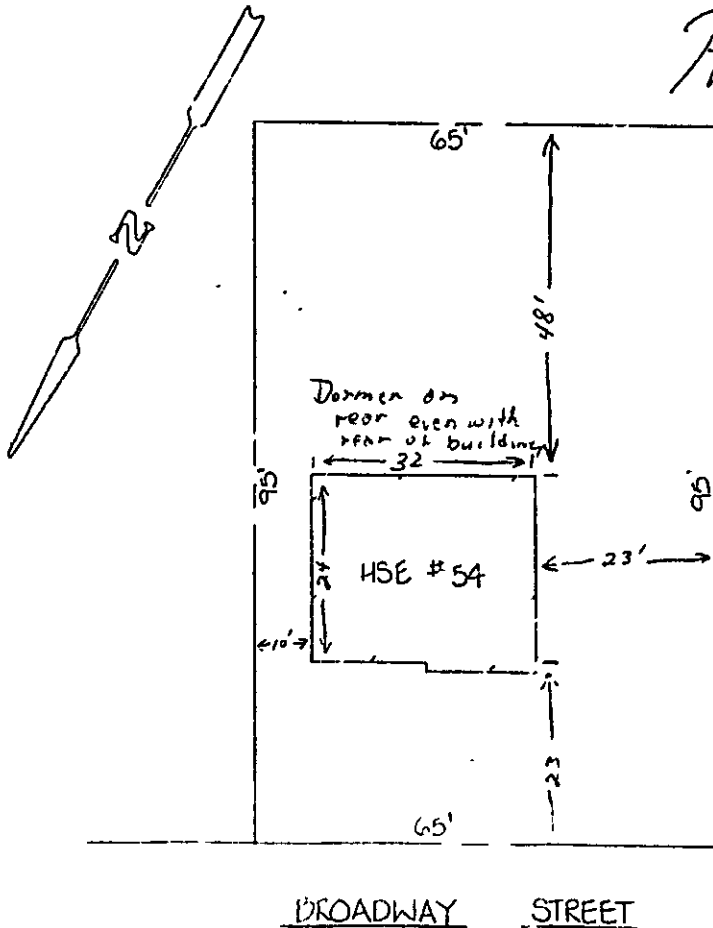 65'
N
48'
Dormer on
rear even with
rear of building
32
95'
95'
24
HSE #54
23'
10'
23
65'
BROADWAY STREET